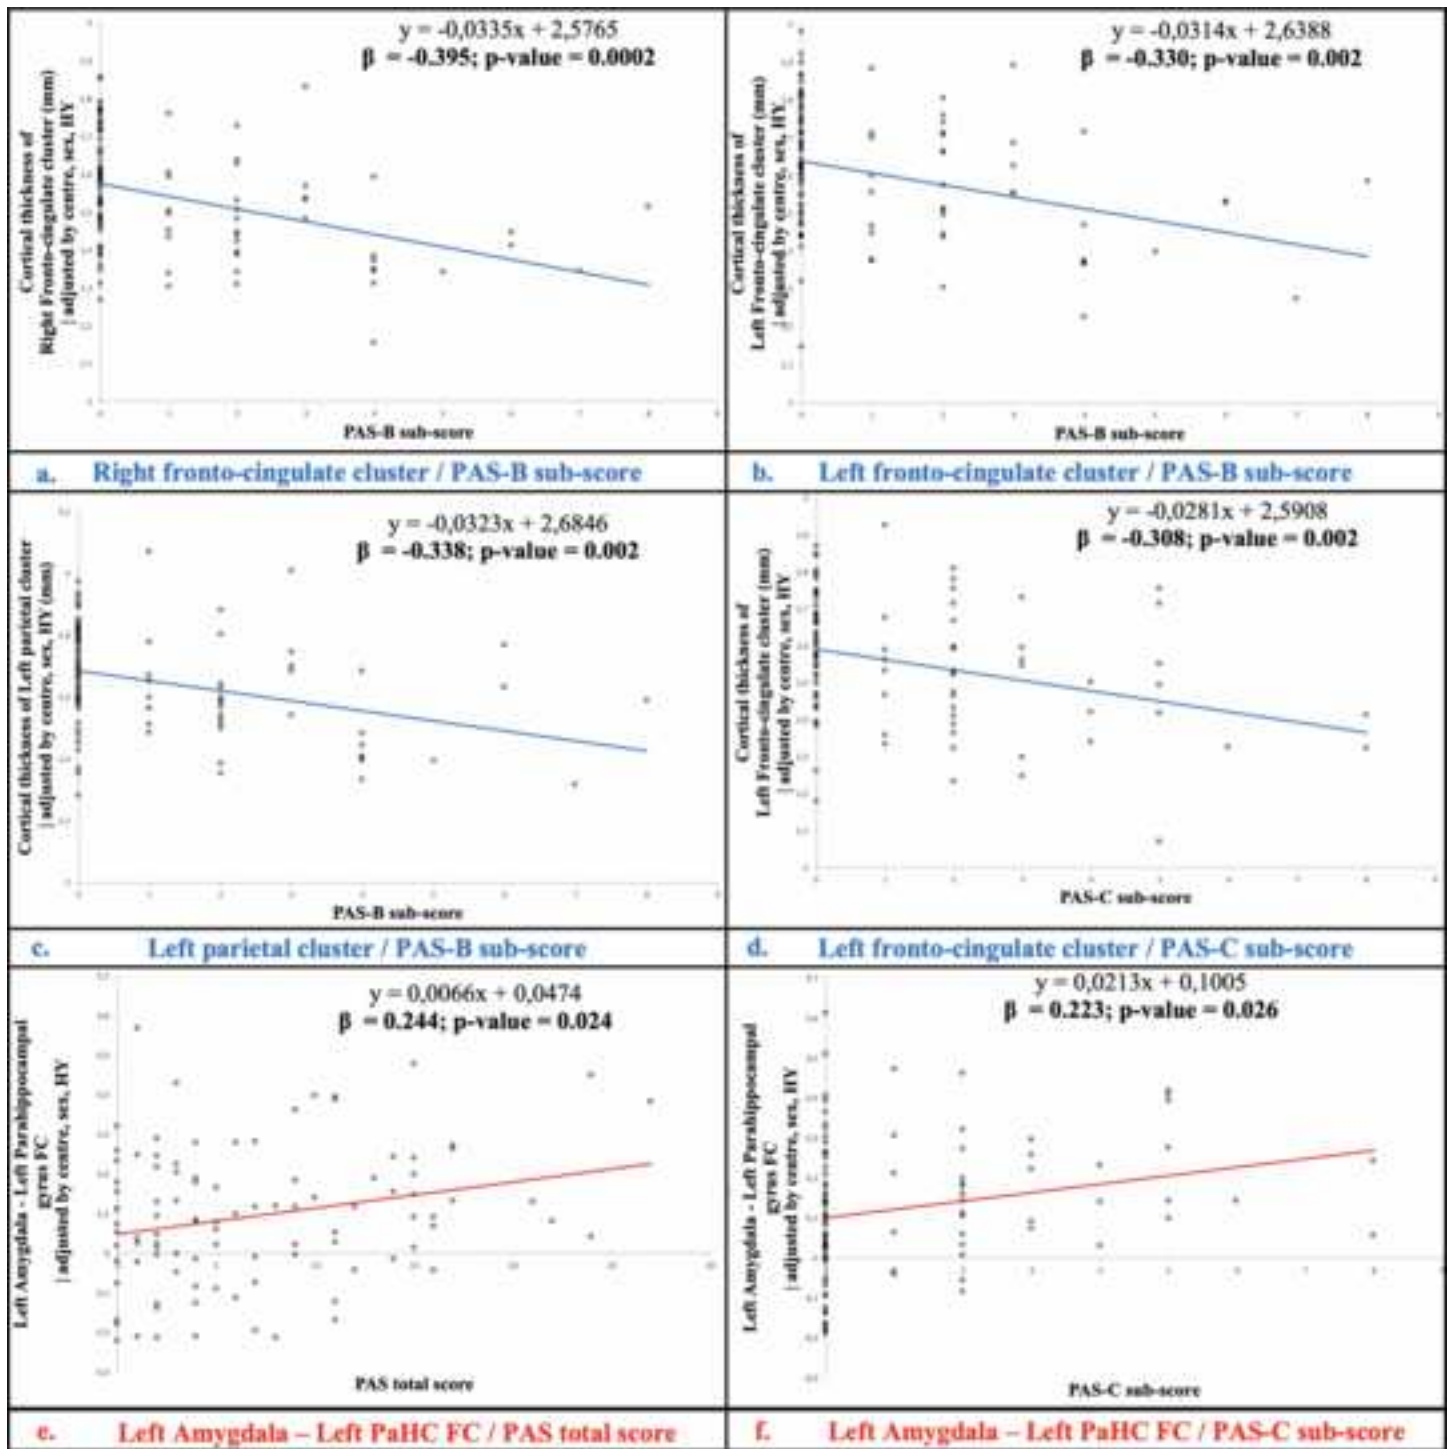 y = -0,0335x + 2,5765
β = -0.395; p-value = 0.0002
Cortical thickness of
Right Fronto-cingulate cluster (mm)
| adjusted by centre, sex, HY
PAS-B sub-score
a. Right fronto-cingulate cluster / PAS-B sub-score
y = -0,0314x + 2,6388
β = -0.330; p-value = 0.002
Cortical thickness of
Left Fronto-cingulate cluster (mm)
| adjusted by centre, sex, HY
PAS-B sub-score
b. Left fronto-cingulate cluster / PAS-B sub-score
y = -0,0323x + 2,6846
β = -0.338; p-value = 0.002
Cortical thickness of Left parietal cluster
| adjusted by centre, sex, HY (mm)
PAS-B sub-score
c. Left parietal cluster / PAS-B sub-score
y = -0,0281x + 2,5908
β = -0.308; p-value = 0.002
Cortical thickness of
Left Fronto-cingulate cluster (mm)
| adjusted by centre, sex, HY
PAS-C sub-score
d. Left fronto-cingulate cluster / PAS-C sub-score
y = 0,0066x + 0,0474
β = 0.244; p-value = 0.024
Left Amygdala - Left Parahippocampal
gyrus FC
| adjusted by centre, sex, HY
PAS total score
e. Left Amygdala – Left PaHC FC / PAS total score
y = 0,0213x + 0,1005
β = 0.223; p-value = 0.026
Left Amygdala - Left Parahippocampal
gyrus FC
| adjusted by centre, sex, HY
PAS-C sub-score
f. Left Amygdala – Left PaHC FC / PAS-C sub-score